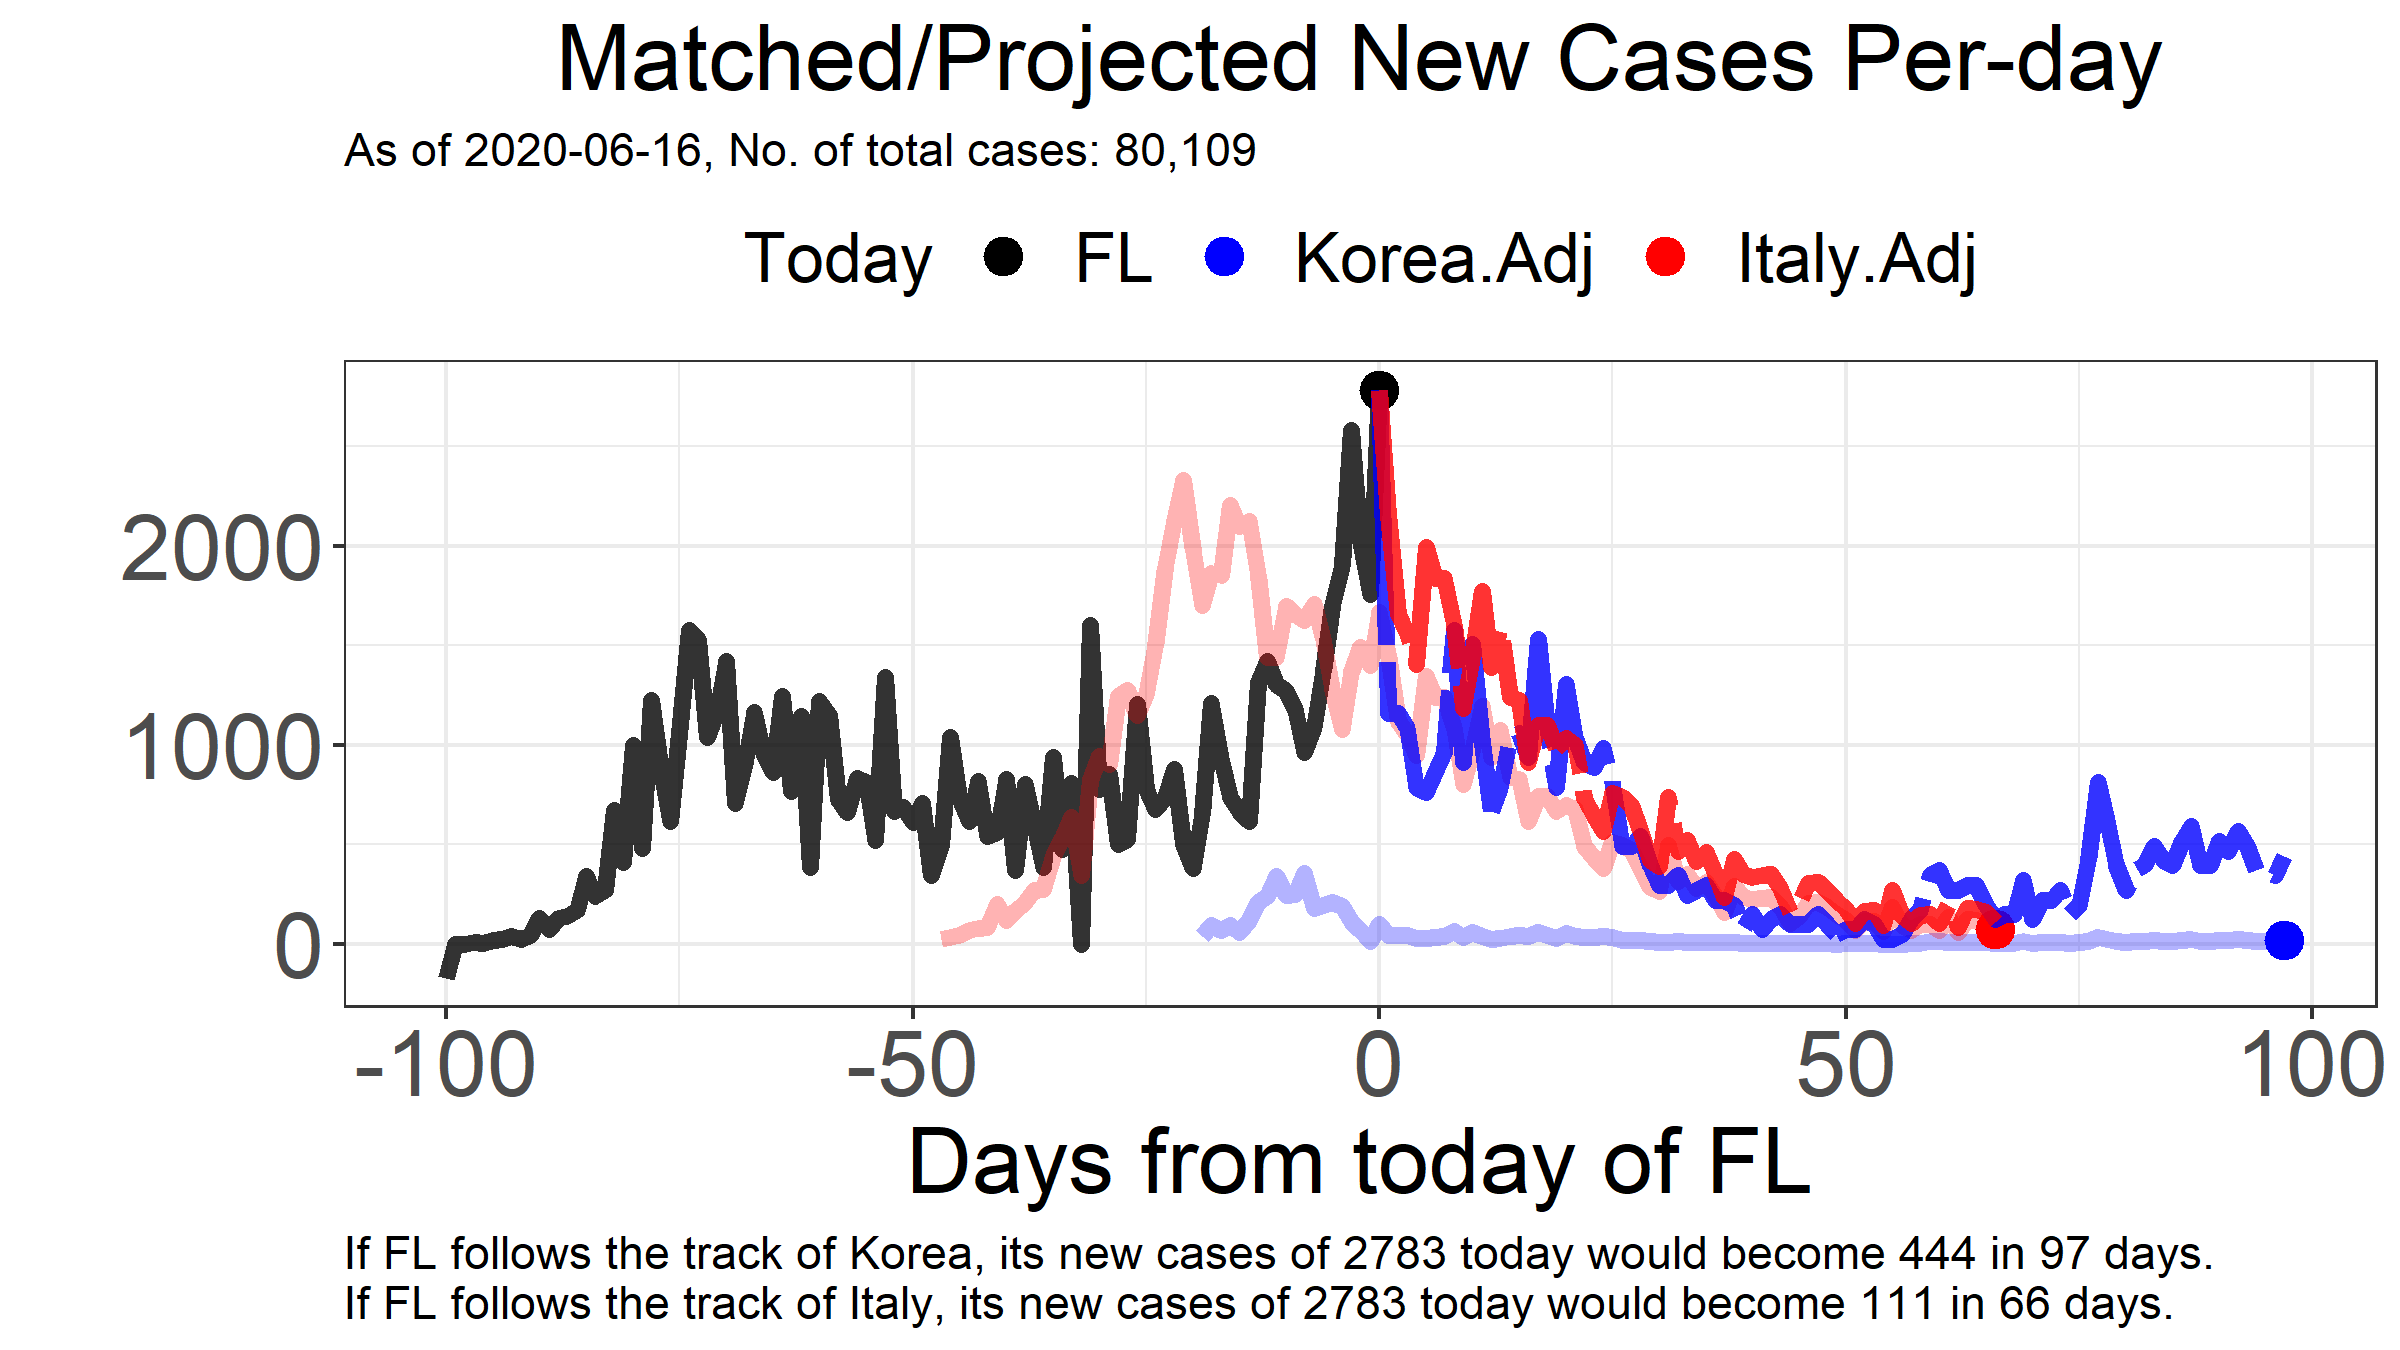 Matched/Projected New Cases Per-day
As of 2020-06-16, No. of total cases: 80,109
Today FL Korea.Adj Italy.Adj
2000
1000
0
-100 -50 0 50 100
Days from today of FL
If FL follows the track of Korea, its new cases of 2783 today would become 444 in 97 days.
If FL follows the track of Italy, its new cases of 2783 today would become 111 in 66 days.